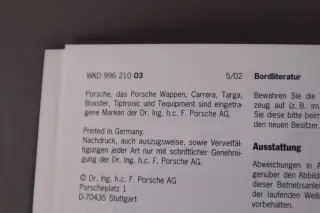 WKD 996 210 03 5/02
Porsche, das Porsche Wappen, Carrera, Targa,
Boxster, Tiptronic und Tequipment sind eingetra-
gene Marken der Dr. Ing. h.c. F. Porsche AG.
Printed in Germany.
Nachdruck, auch auszugsweise, sowie Vervielfäl-
tigungen jeder Art nur mit schriftlicher Genehmi-
gung der Dr. Ing. h.c. F. Porsche AG.
© Dr. Ing. h.c. F. Porsche AG
Porscheplatz 1
D-70435 Stuttgart
Bordliteratur
Bewahren Sie die
zeug auf (z.B. im
Sie diese bitte beim
den neuen Besitzer.
Ausstattung
Abweichungen in A
genüber den Abbild
dieser Betriebsanlei
der laufenden Weiter
vorbehalten.